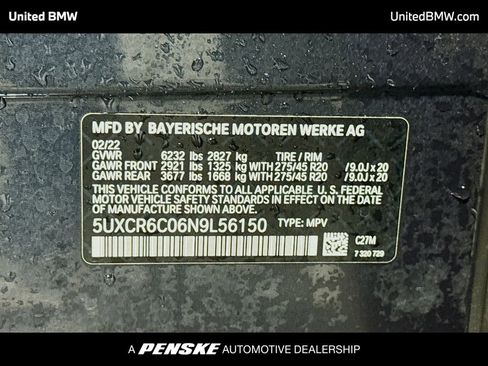 United BMW
UnitedBMW.com
MFD BY BAYERISCHE MOTOREN WERKE AG
02/22
GVWR 6232 lbs 2827 kg TIRE / RIM
GAWR FRONT 2921 lbs 1325 kg WITH 275/45 R20 /9.0J x 20
GAWR REAR 3677 lbs 1668 kg WITH 275/45 R20 /9.0J x 20
THIS VEHICLE CONFORMS TO ALL APPLICABLE U. S. FEDERAL
MOTOR VEHICLE SAFETY STANDARDS IN EFFECT ON THE DATE
OF MANUFACTURE SHOWN ABOVE.
5UXCR6C06N9L56150 TYPE: MPV
C27M
7 320 729
A PENSKE AUTOMOTIVE DEALERSHIP